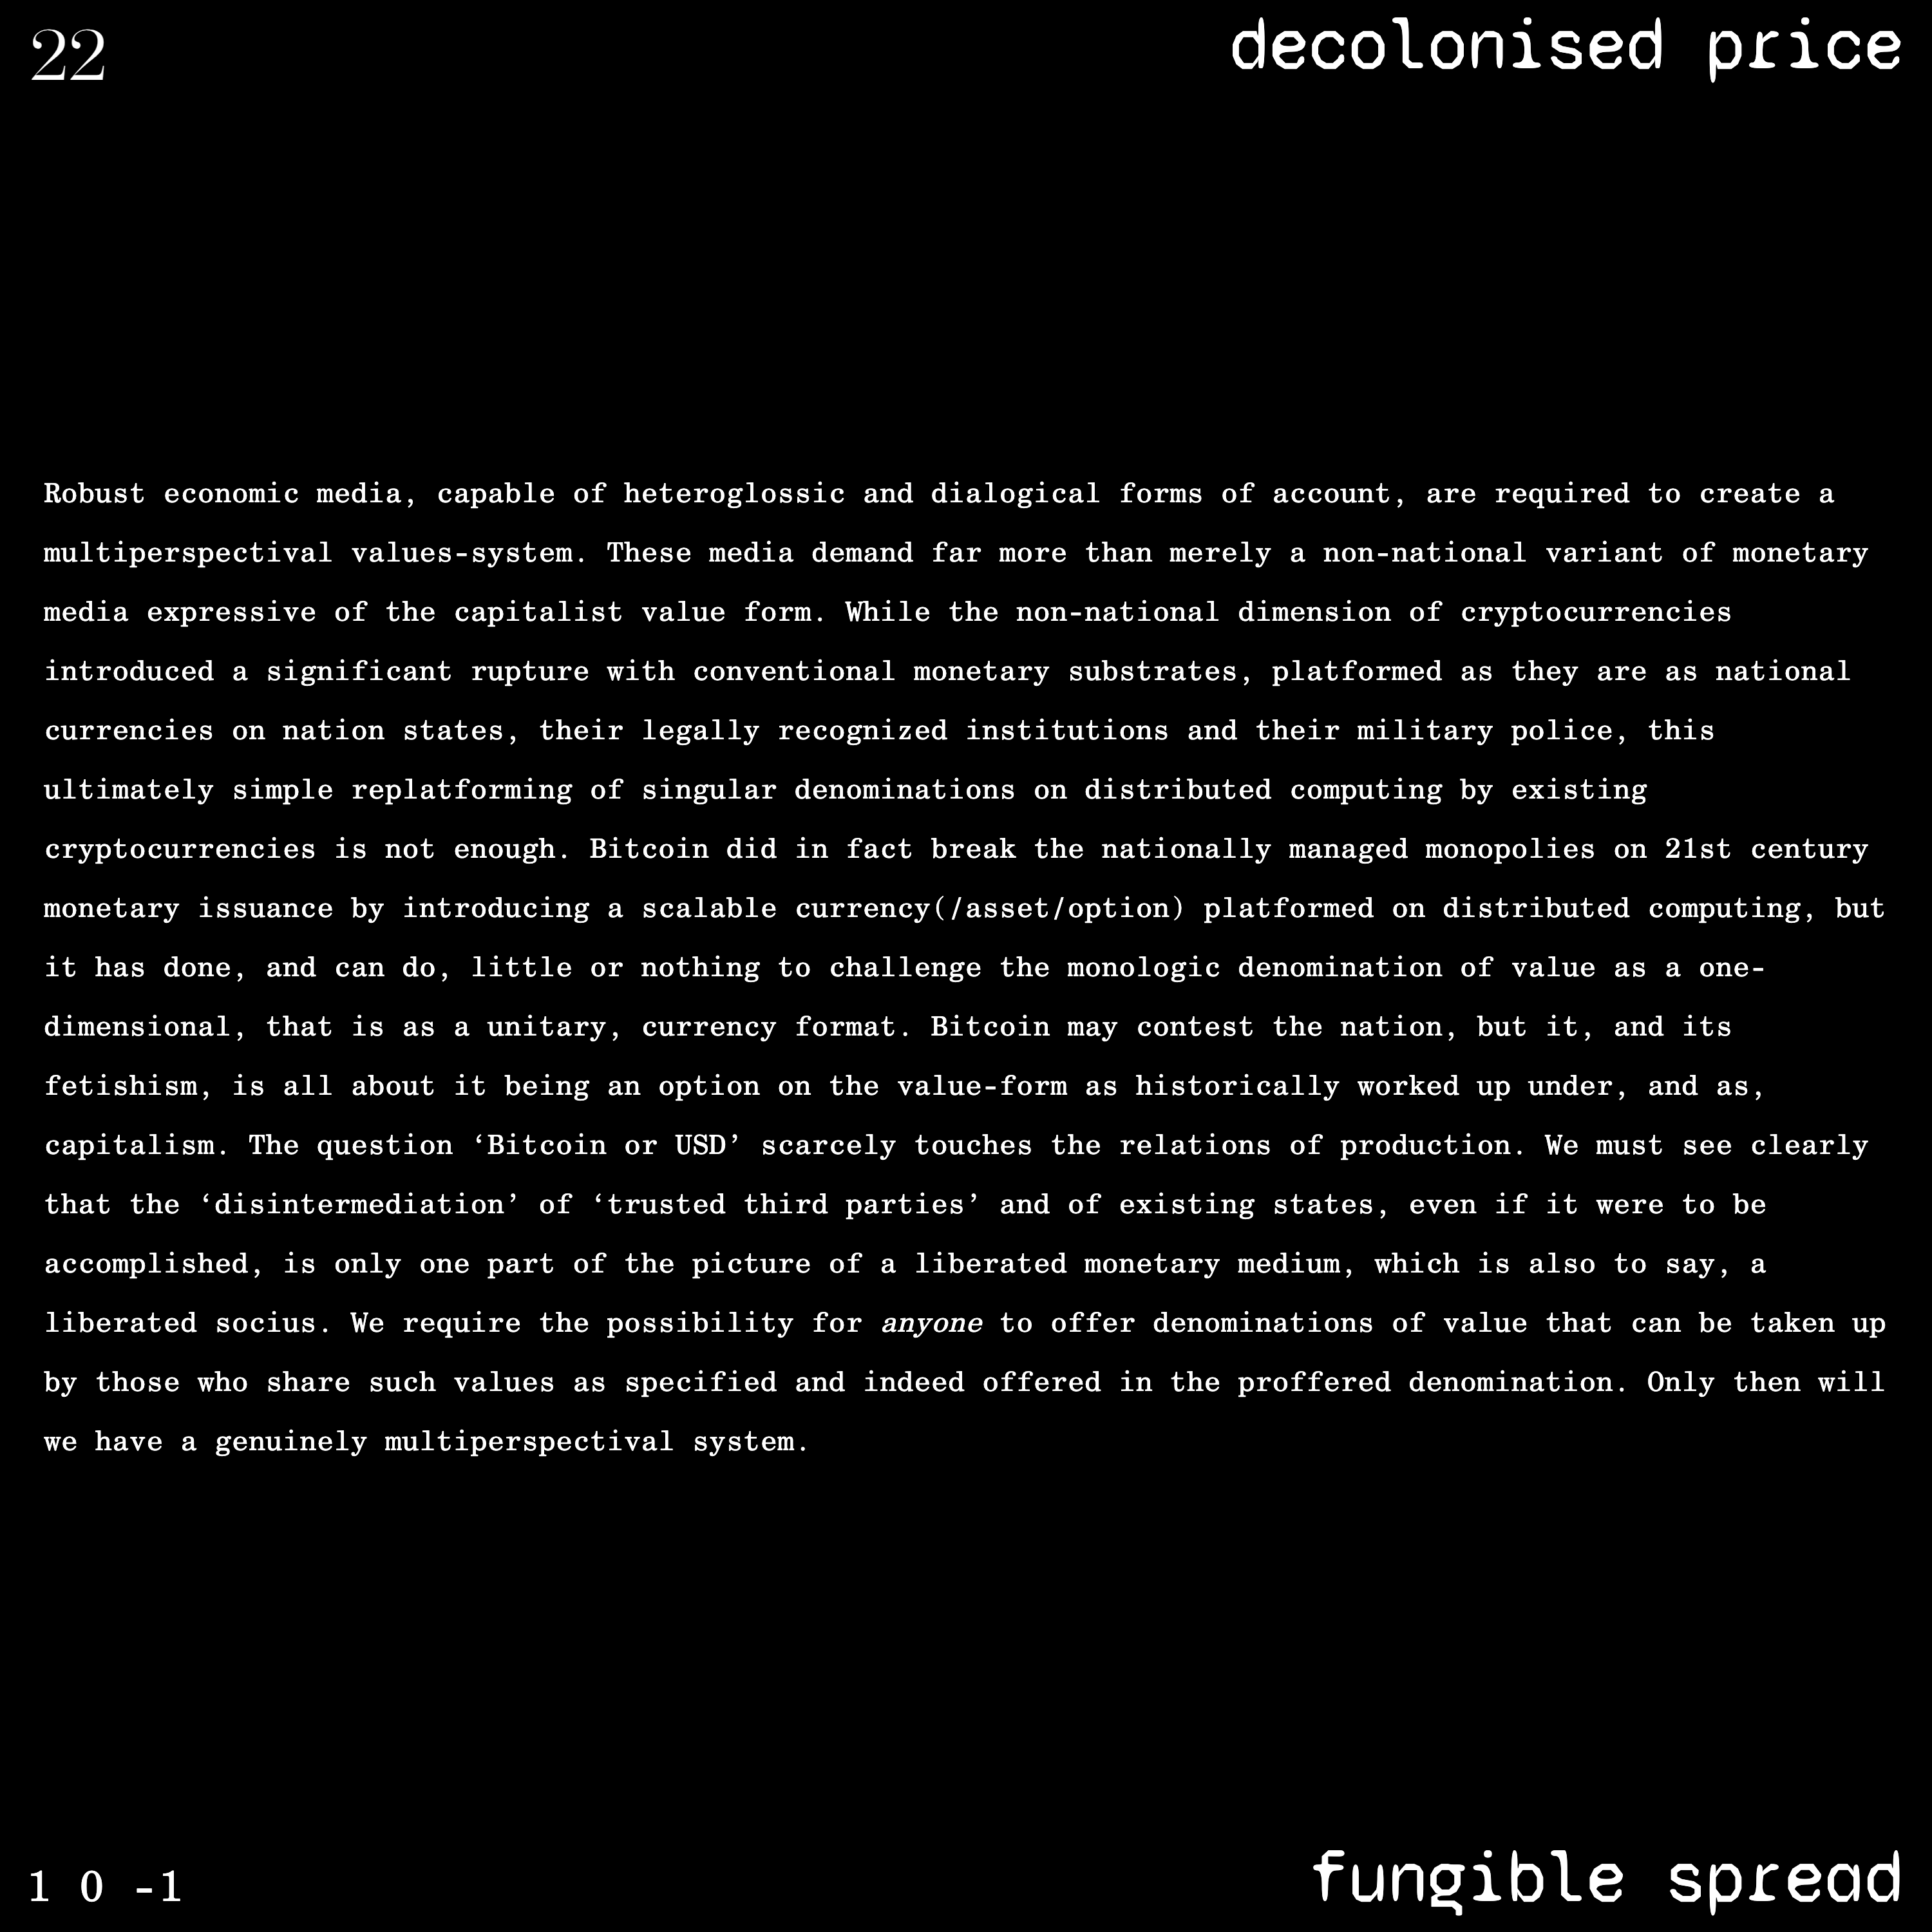 22
decolonised price
Robust economic media, capable of heteroglossic and dialogical forms of account, are required to create a
multiperspectival values-system. These media demand far more than merely a non-national variant of monetary
media expressive of the capitalist value form. While the non-national dimension of cryptocurrencies
introduced a significant rupture with conventional monetary substrates, platformed as they are as national
currencies on nation states, their legally recognized institutions and their military police, this
ultimately simple replatforming of singular denominations on distributed computing by existing
cryptocurrencies is not enough. Bitcoin did in fact break the nationally managed monopolies on 21st century
monetary issuance by introducing a scalable currency(/asset/option) platformed on distributed computing, but
it has done, and can do, little or nothing to challenge the monologic denomination of value as a one-
dimensional, that is as a unitary, currency format. Bitcoin may contest the nation, but it, and its
fetishism, is all about it being an option on the value-form as historically worked up under, and as,
capitalism. The question ‘Bitcoin or USD’ scarcely touches the relations of production. We must see clearly
that the ‘disintermediation’ of ‘trusted third parties’ and of existing states, even if it were to be
accomplished, is only one part of the picture of a liberated monetary medium, which is also to say, a
liberated socius. We require the possibility for anyone to offer denominations of value that can be taken up
by those who share such values as specified and indeed offered in the proffered denomination. Only then will
we have a genuinely multiperspectival system.
1 0 -1
fungible spread